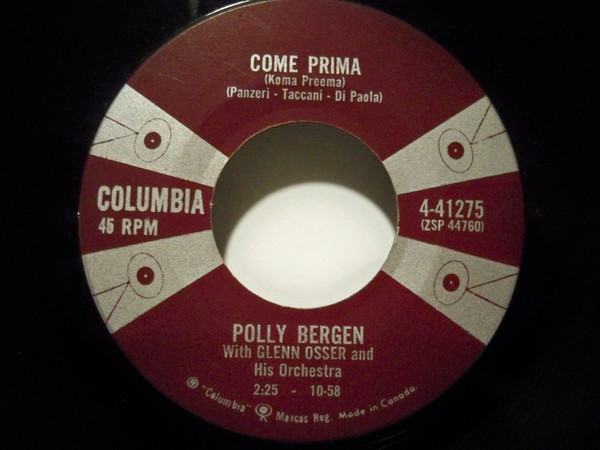 COME PRIMA
(Koma Preema)
(Panzeri - Taccani - Di Paola)
COLUMBIA
45 RPM
4-41275
(ZSP 44760)
POLLY BERGEN
With GLENN OSSER and
His Orchestra
2:25 - 10-58
® "Columbia" Marcas Reg. Made in Canada.